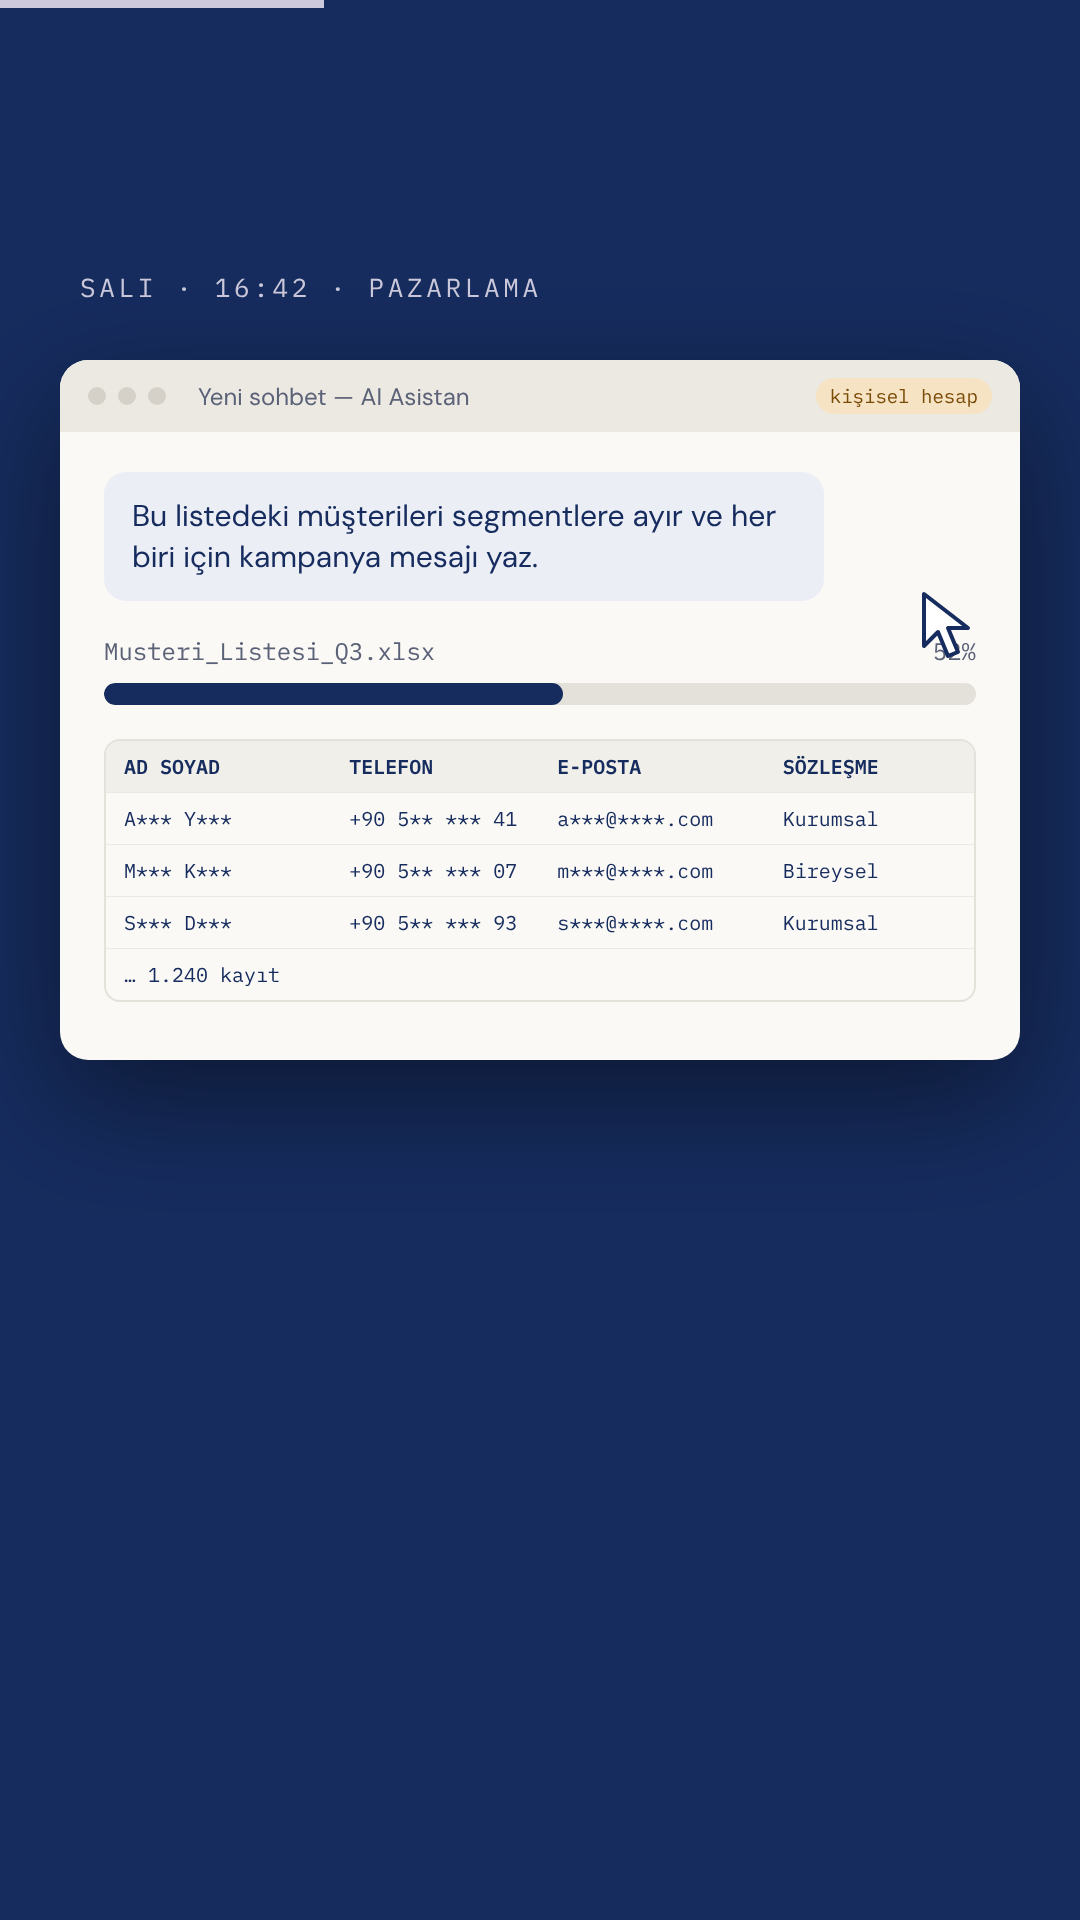 SALI · 16:42 · PAZARLAMA
Yeni sohbet — AI Asistan
kişisel hesap
Bu listedeki müşterileri segmentlere ayır ve her
biri için kampanya mesajı yaz.
Musteri_Listesi_Q3.xlsx
AD SOYAD TELEFON E-POSTA SÖZLEŞME
A*** Y*** +90 5** *** 41 a***@****.com Kurumsal
M*** K*** +90 5** *** 07 m***@****.com Bireysel
S*** D*** +90 5** *** 93 s***@****.com Kurumsal
… 1.240 kayıt